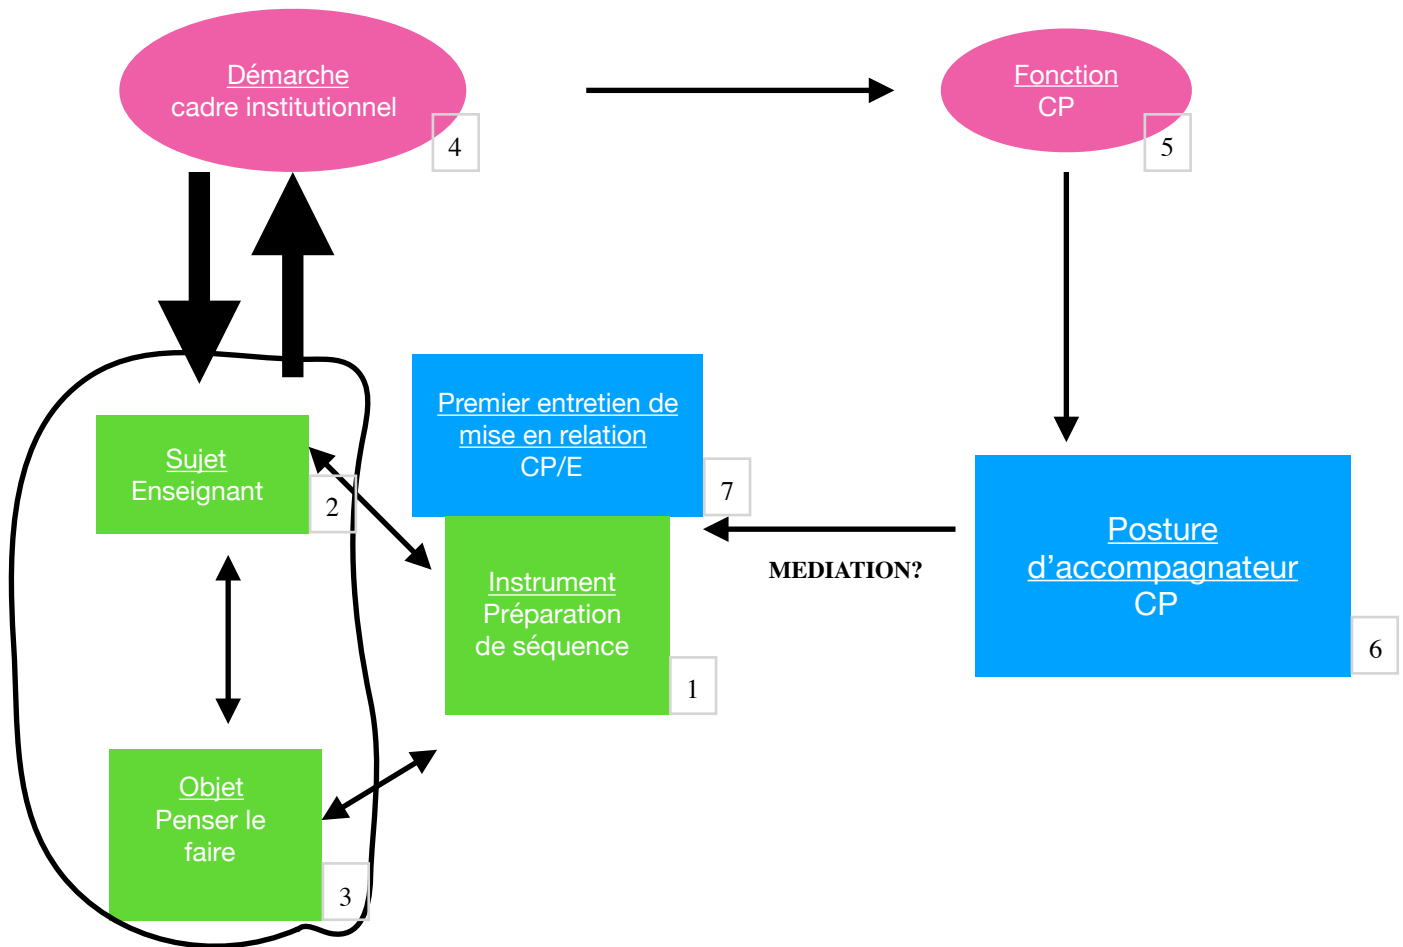 Démarche
cadre institutionnel
4
Fonction
CP
5
Premier entretien de
mise en relation
CP/E
7
Sujet
Enseignant
2
Instrument
Préparation
de séquence
1
MEDIATION?
Posture
d’accompagnateur
CP
6
Objet
Penser le
faire
3